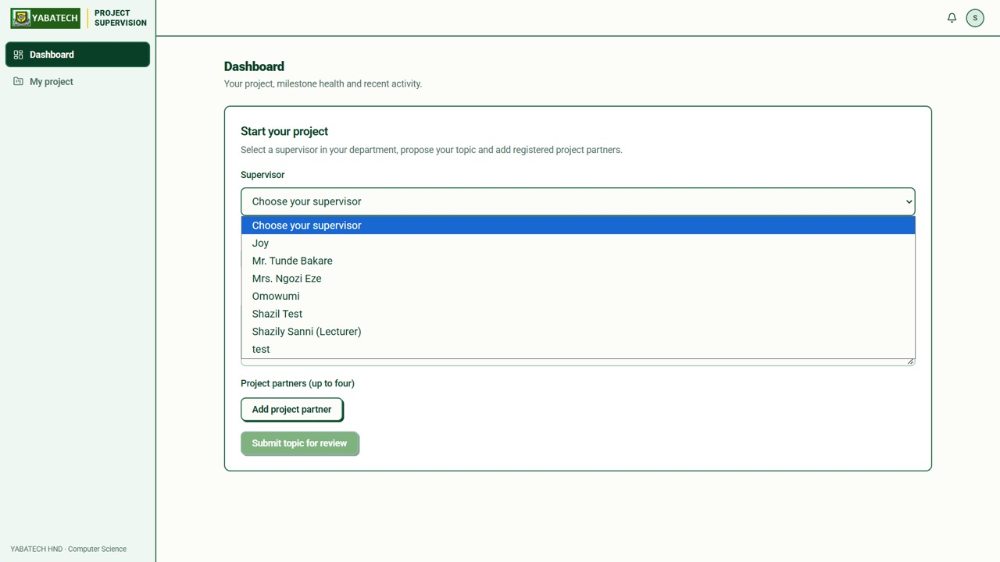 YABATECH
PROJECT
SUPERVISION
Dashboard
My project
YABATECH HND · Computer Science
S
Dashboard
Your project, milestone health and recent activity.
Start your project
Select a supervisor in your department, propose your topic and add registered project partners.
Supervisor
Choose your supervisor
Choose your supervisor
Joy
Mr. Tunde Bakare
Mrs. Ngozi Eze
Omowumi
Shazil Test
Shazily Sanni (Lecturer)
test
Project partners (up to four)
Add project partner
Submit topic for review